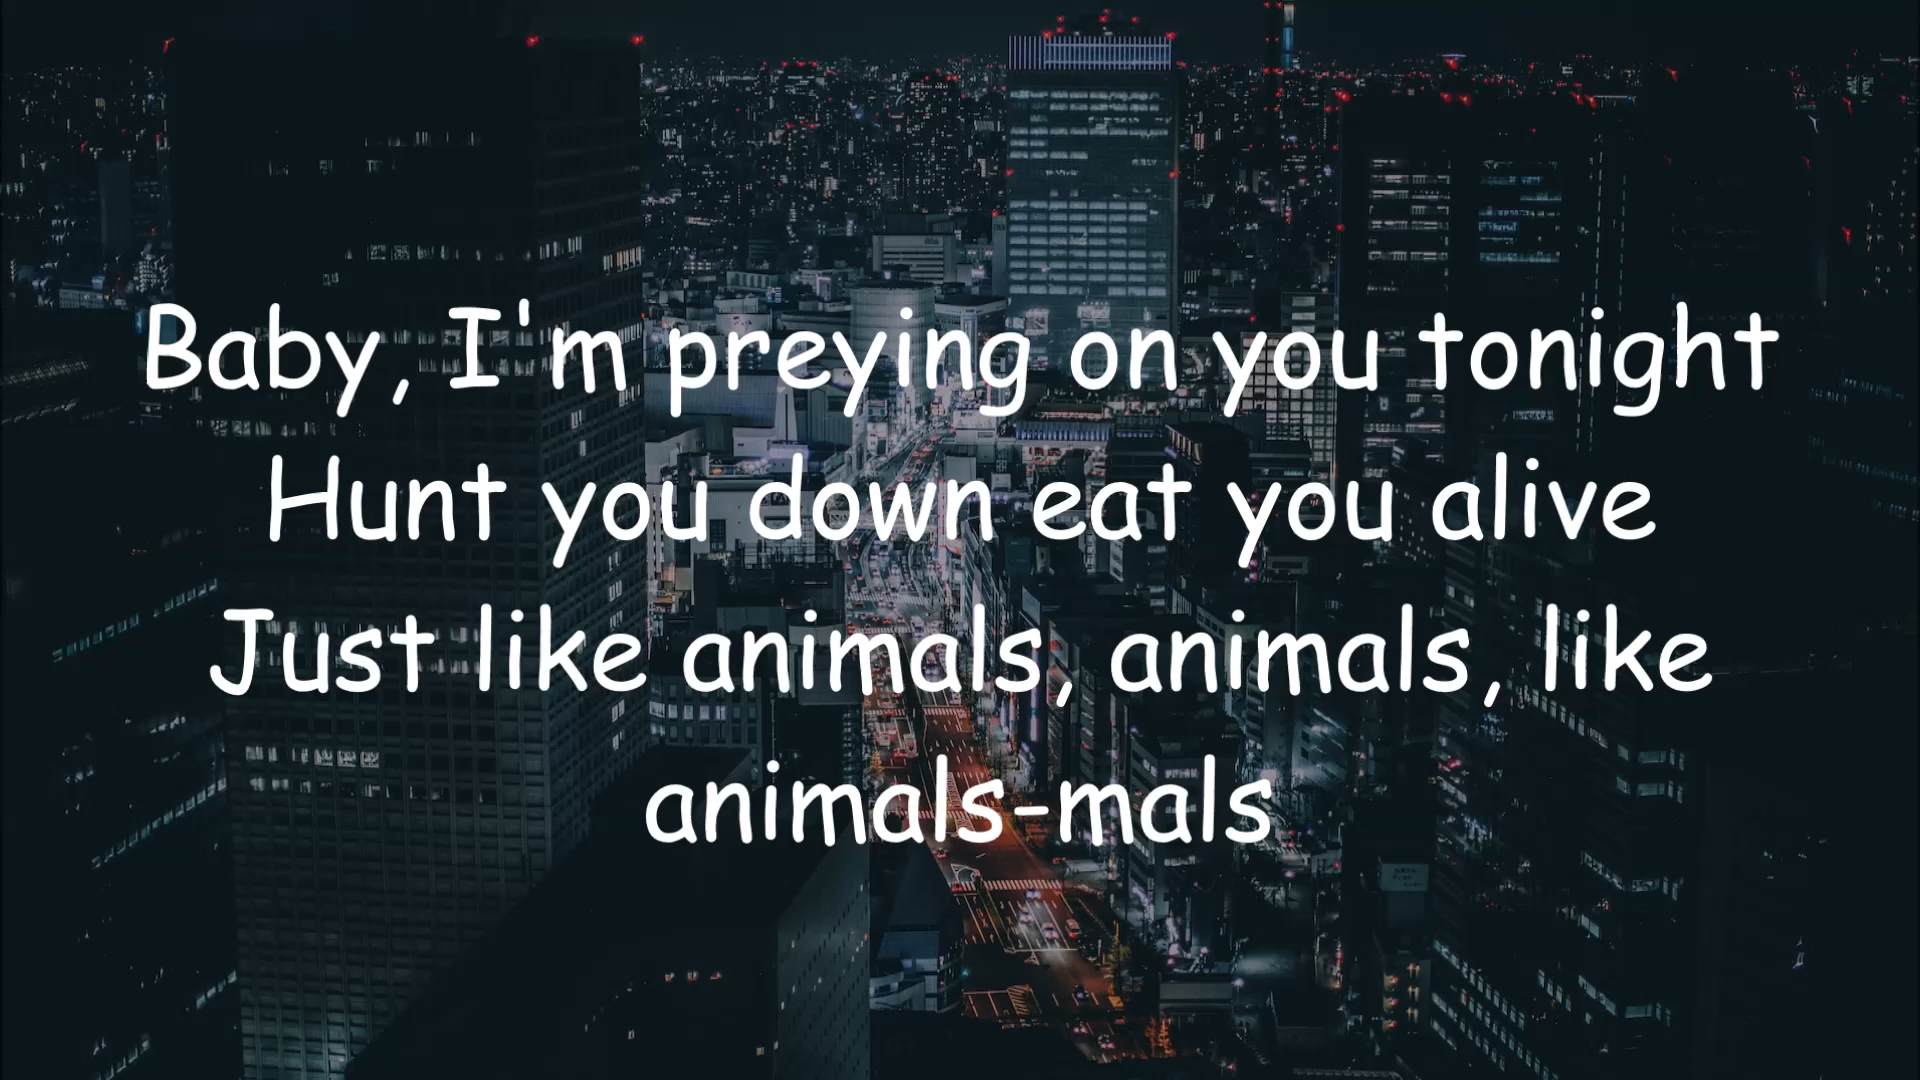 Baby, I'm preying on you tonight
Hunt you down eat you alive
Just like animals, animals, like
animals-mals